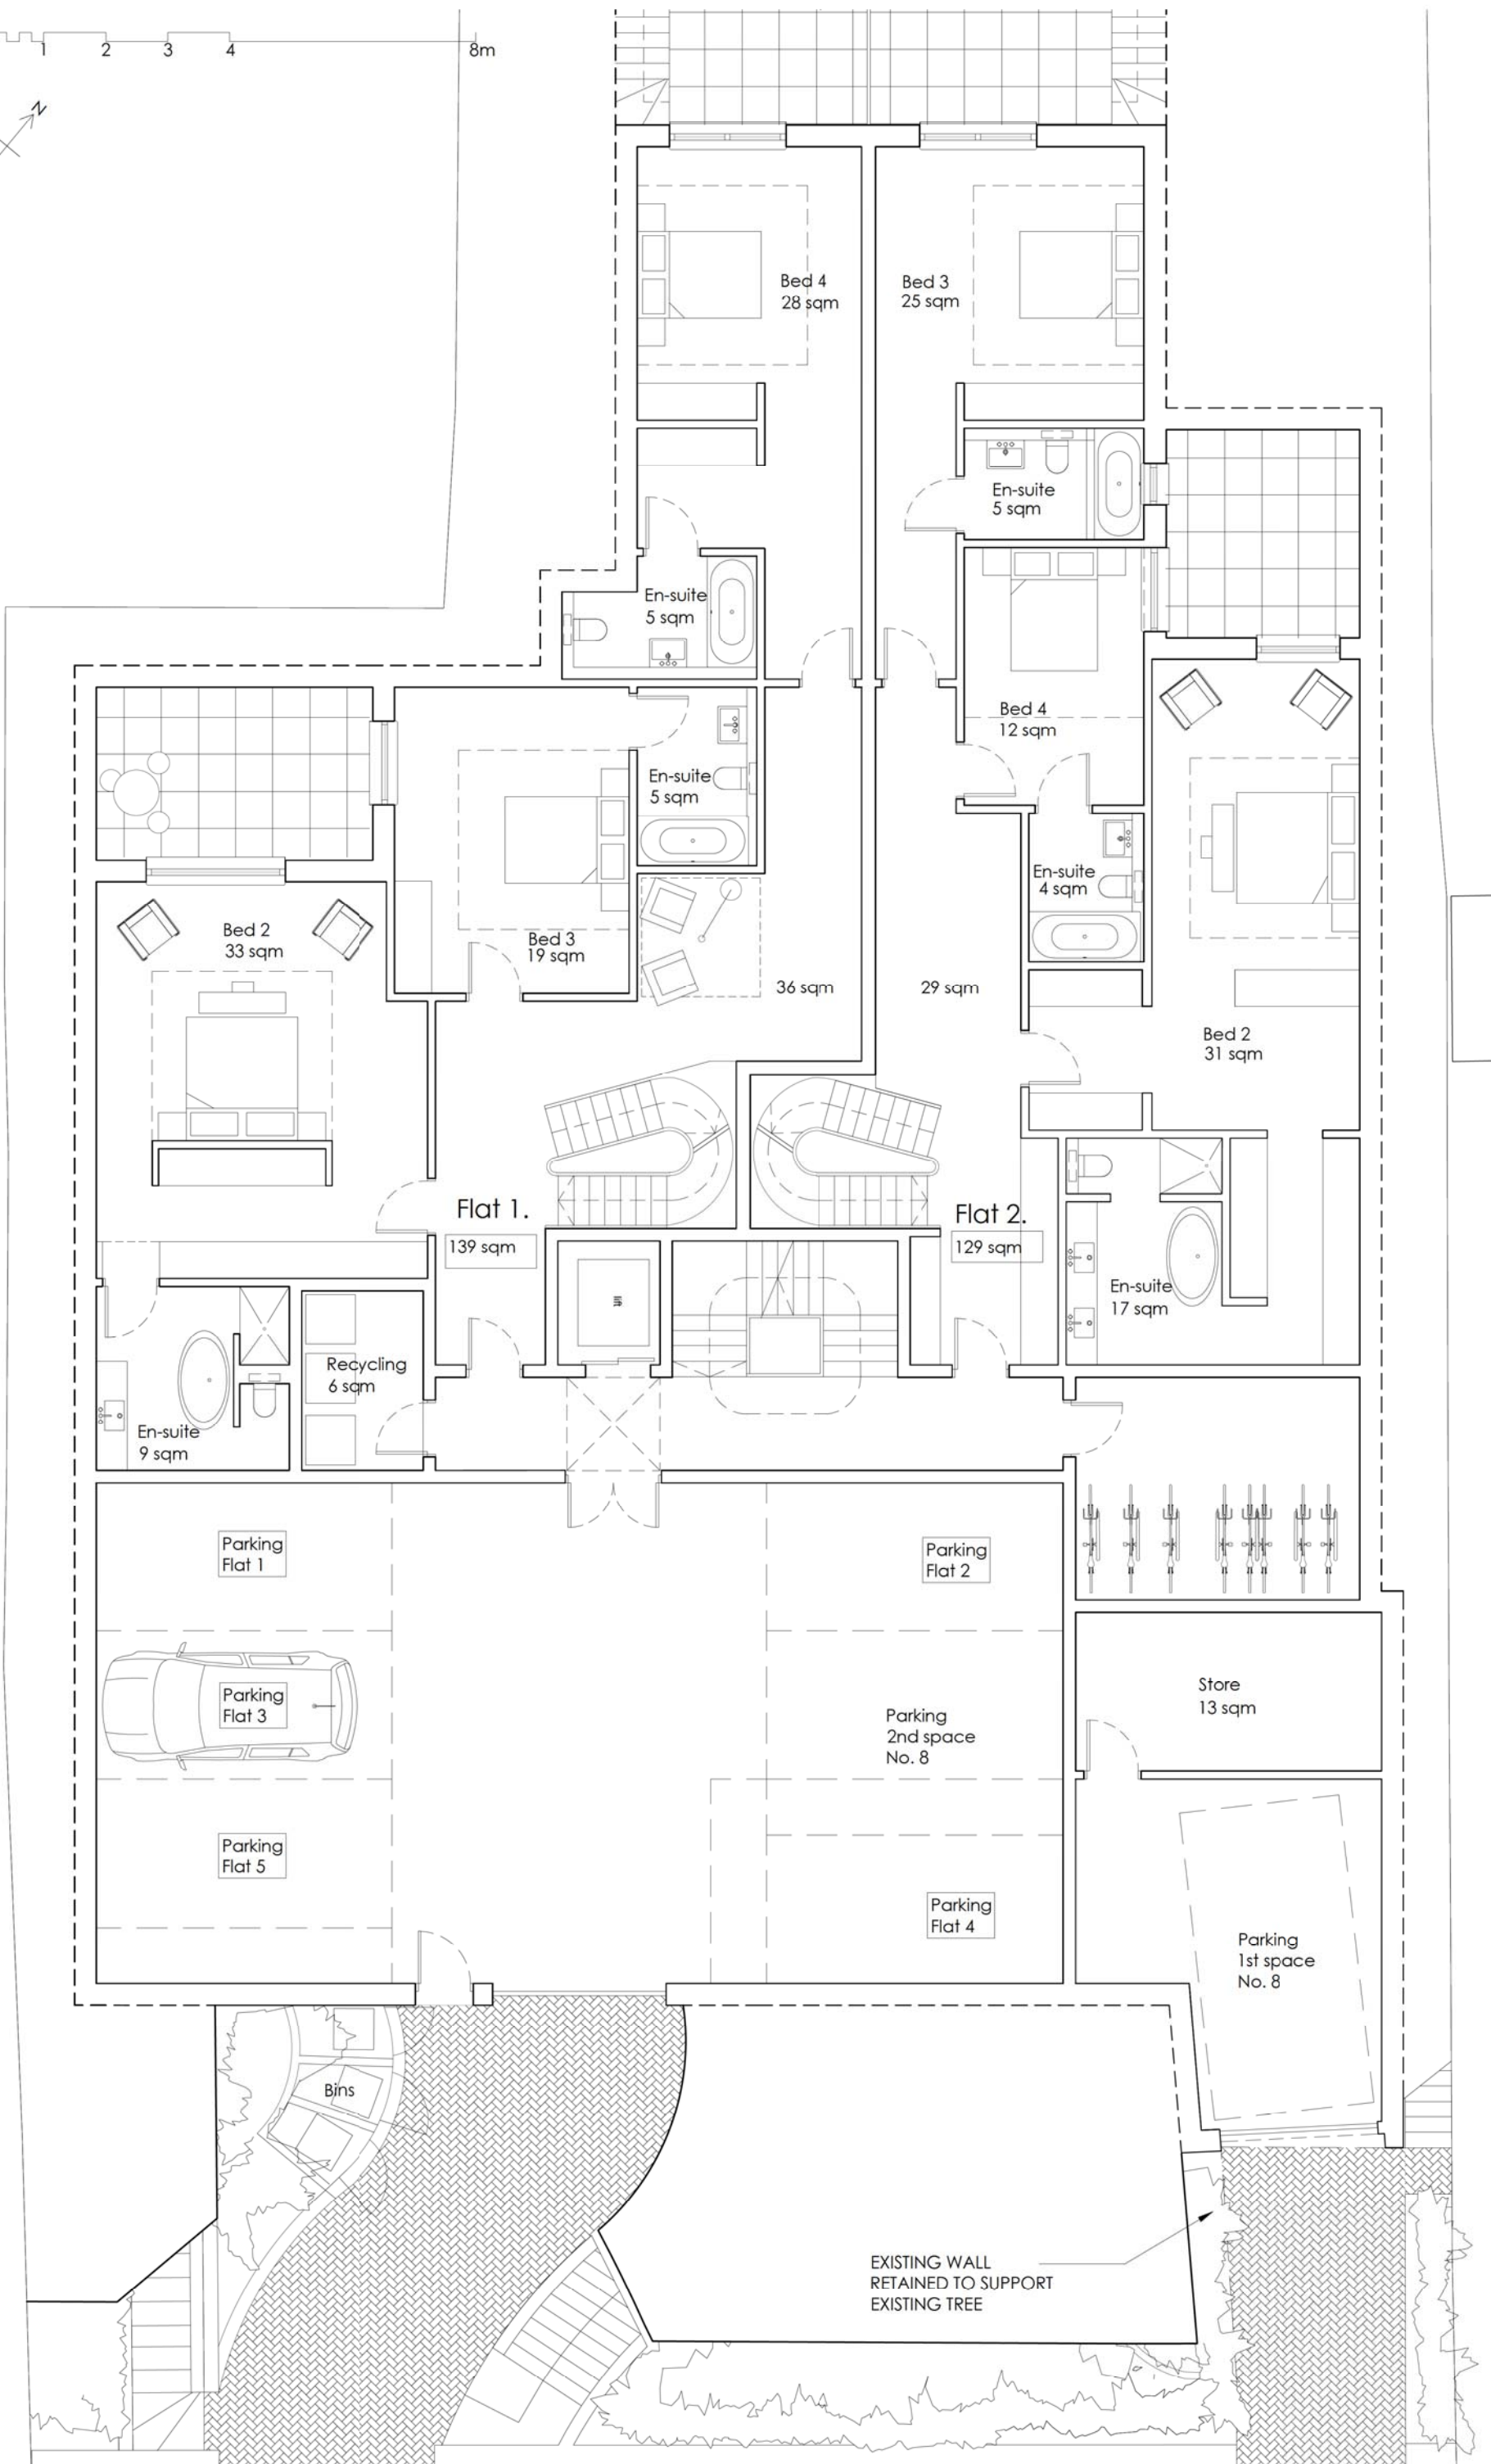 1 2 3 4 8m
N
Bed 4
28 sqm
Bed 3
25 sqm
En-suite
5 sqm
En-suite
5 sqm
Bed 4
12 sqm
En-suite
5 sqm
En-suite
4 sqm
Bed 2
33 sqm
Bed 3
19 sqm
36 sqm
29 sqm
Bed 2
31 sqm
Flat 1.
139 sqm
Flat 2.
129 sqm
lift
En-suite
17 sqm
Recycling
6 sqm
En-suite
9 sqm
Parking
Flat 1
Parking
Flat 2
Parking
Flat 3
Parking
2nd space
No. 8
Store
13 sqm
Parking
Flat 5
Parking
Flat 4
Parking
1st space
No. 8
Bins
EXISTING WALL
RETAINED TO SUPPORT
EXISTING TREE